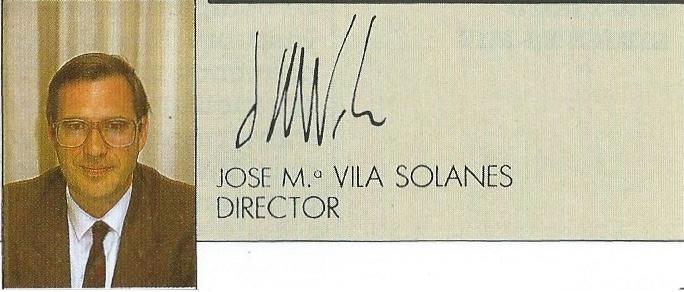 JOSE M.ª VILA SOLANES
DIRECTOR